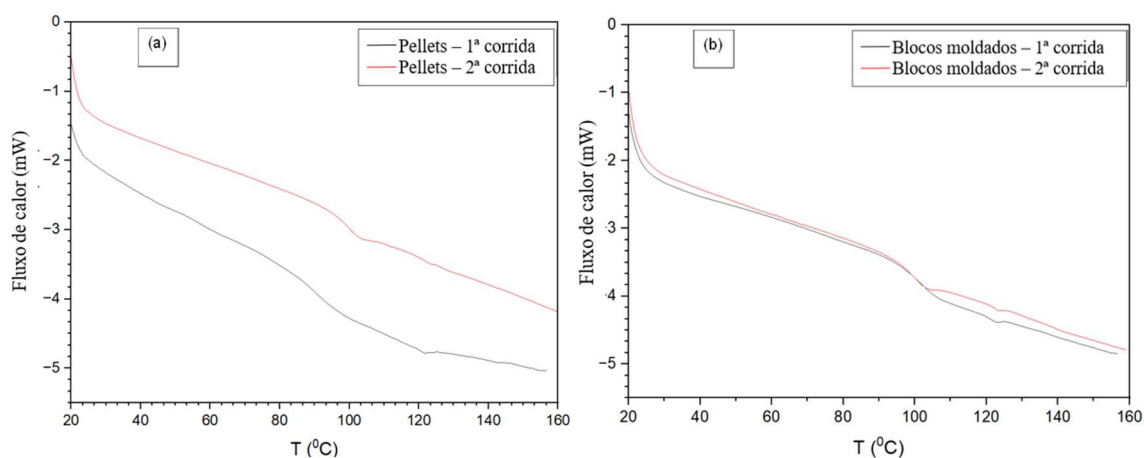 (a)
Pellets – 1ª corrida
Pellets – 2ª corrida
Fluxo de calor (mW)
0
−1
−2
−3
−4
−5
20
40
60
80
100
120
140
160
T (⁰C)
(b)
Blocos moldados – 1ª corrida
Blocos moldados – 2ª corrida
Fluxo de calor (mW)
0
−1
−2
−3
−4
−5
20
40
60
80
100
120
140
160
T (⁰C)